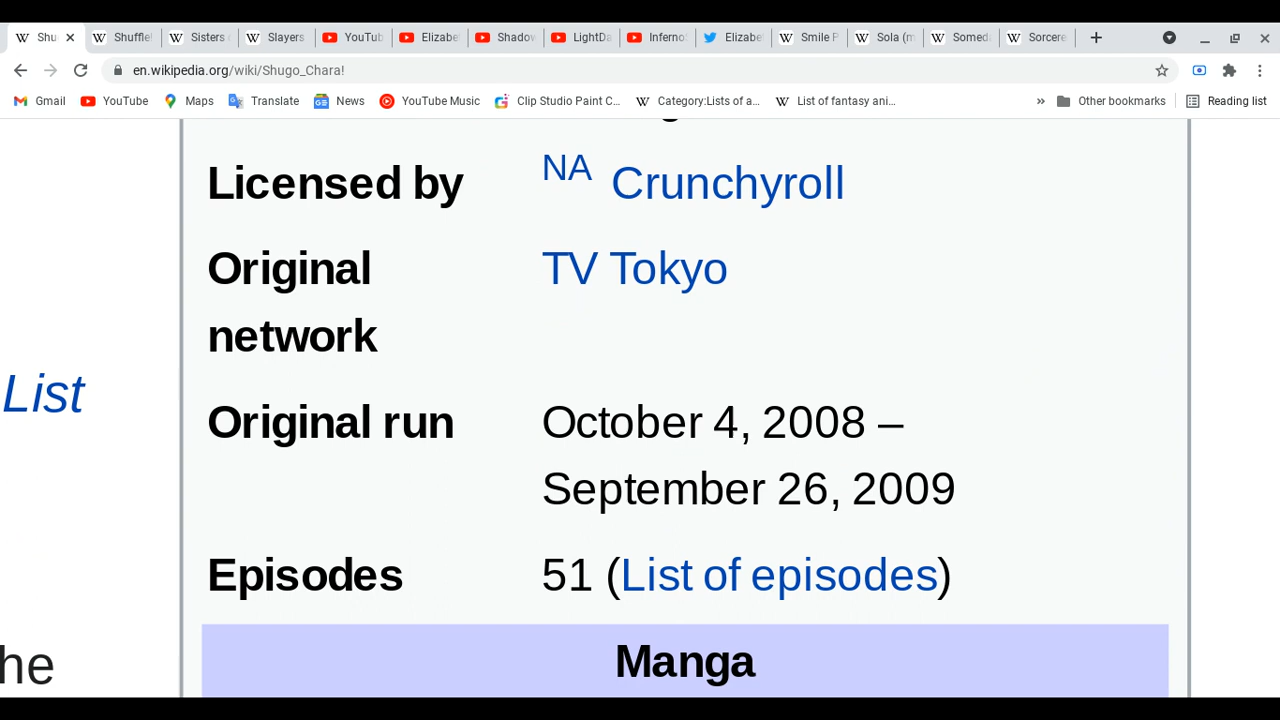 Shu
Shuffle!
Sisters
Slayers
YouTub
Elizabe
Shadow
LightDa
Inferno
Elizabe
Smile P
Sola (m
Somed
Sorcere
en.wikipedia.org/wiki/Shugo_Chara!
Gmail
YouTube
Maps
Translate
News
YouTube Music
Clip Studio Paint C...
Category:Lists of a...
List of fantasy ani...
»
Other bookmarks
Reading list
Licensed by
NA Crunchyroll
Original
network
TV Tokyo
List
Original run
October 4, 2008 –
September 26, 2009
Episodes
51 (List of episodes)
he
Manga